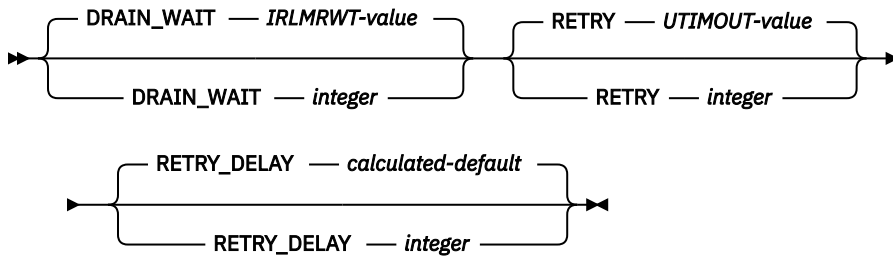 DRAIN_WAIT IRLMRWT-value RETRY UTIMOUT-value
DRAIN_WAIT integer RETRY integer
RETRY_DELAY calculated-default
RETRY_DELAY integer